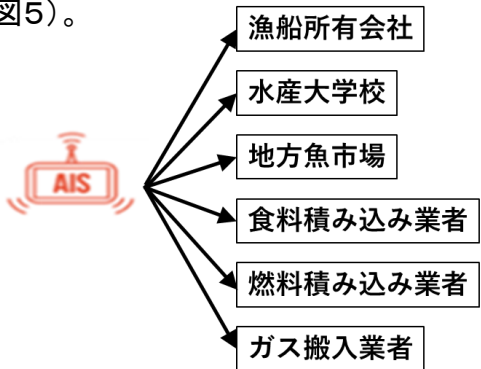 図5)。
漁船所有会社
水産大学校
地方魚市場
AIS
食料積み込み業者
燃料積み込み業者
ガス搬入業者